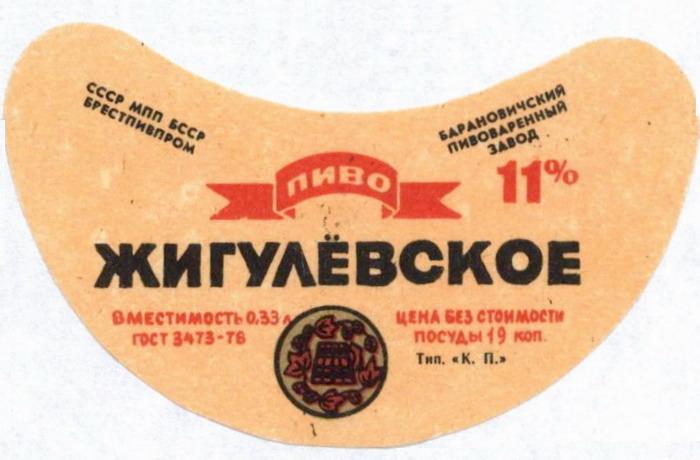 СССР МПП БССР
БРЕСТПИВПРОМ
БАРАНОВИЧСКИЙ
ПИВОВАРЕННЫЙ
ЗАВОД
ПИВО
11%
ЖИГУЛЁВСКОЕ
ВМЕСТИМОСТЬ 0,33 л
ГОСТ 3473-78
ЦЕНА БЕЗ СТОИМОСТИ
ПОСУДЫ 19 коп.
Тип. «К. П.»